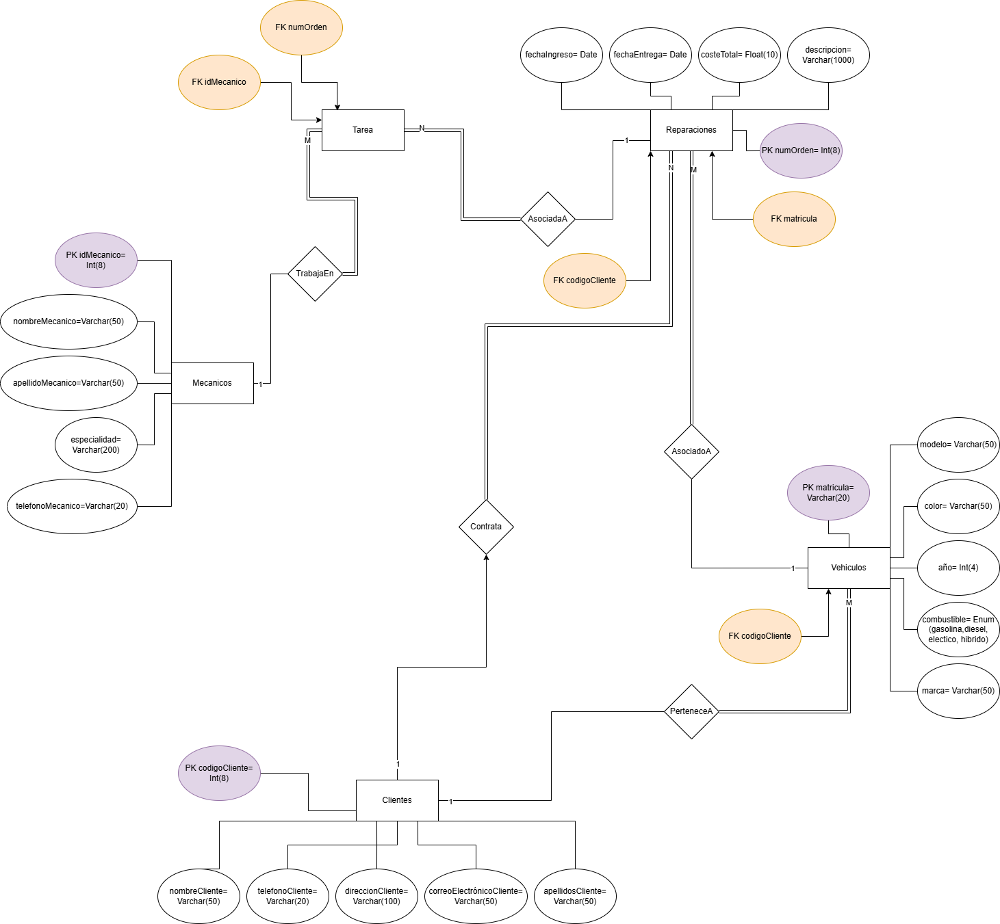 FK numOrden
FK idMecanico
fechaIngreso= Date
fechaEntrega= Date
costeTotal= Float(10)
descripcion=
Varchar(1000)
Tarea
N
M
Reparaciones
1
PK numOrden= Int(8)
N
M
AsociadaA
FK matricula
PK idMecanico=
Int(8)
TrabajaEn
FK codigoCliente
nombreMecanico=Varchar(50)
apellidoMecanico=Varchar(50)
Mecanicos
1
especialidad=
Varchar(200)
telefonoMecanico=Varchar(20)
AsociadoA
modelo= Varchar(50)
PK matricula=
Varchar(20)
color= Varchar(50)
Contrata
1
Vehiculos
año= Int(4)
M
combustible= Enum
(gasolina,diesel,
electico, hibrido)
FK codigoCliente
marca= Varchar(50)
PerteneceA
PK codigoCliente=
Int(8)
1
Clientes
1
nombreCliente=
Varchar(50)
telefonoCliente=
Varchar(20)
direccionCliente=
Varchar(100)
correoElectrónicoCliente=
Varchar(50)
apellidosCliente=
Varchar(50)